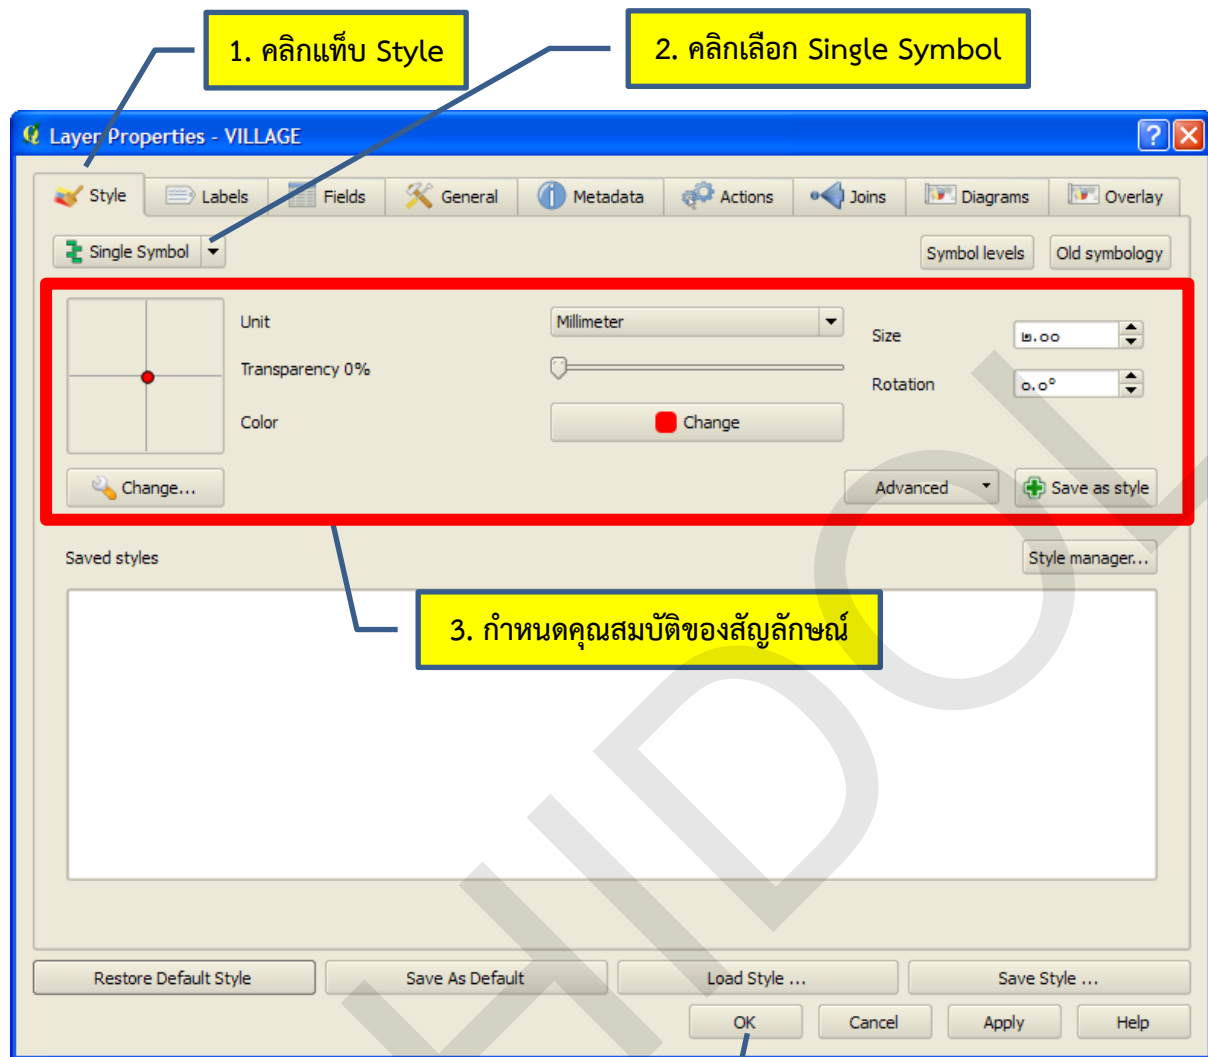 1. คลิกแท็บ Style
2. คลิกเลือก Single Symbol
Layer Properties - VILLAGE
Style Labels Fields General Metadata Actions Joins Diagrams Overlay
Single Symbol Symbol levels Old symbology
Unit Millimeter Size ๒.๐๐
Transparency 0% Rotation ๐.๐°
Color Change
Change... Advanced Save as style
Saved styles Style manager...
3. กำหนดคุณสมบัติของสัญลักษณ์
Restore Default Style Save As Default Load Style ... Save Style ...
OK Cancel Apply Help
HIDOL